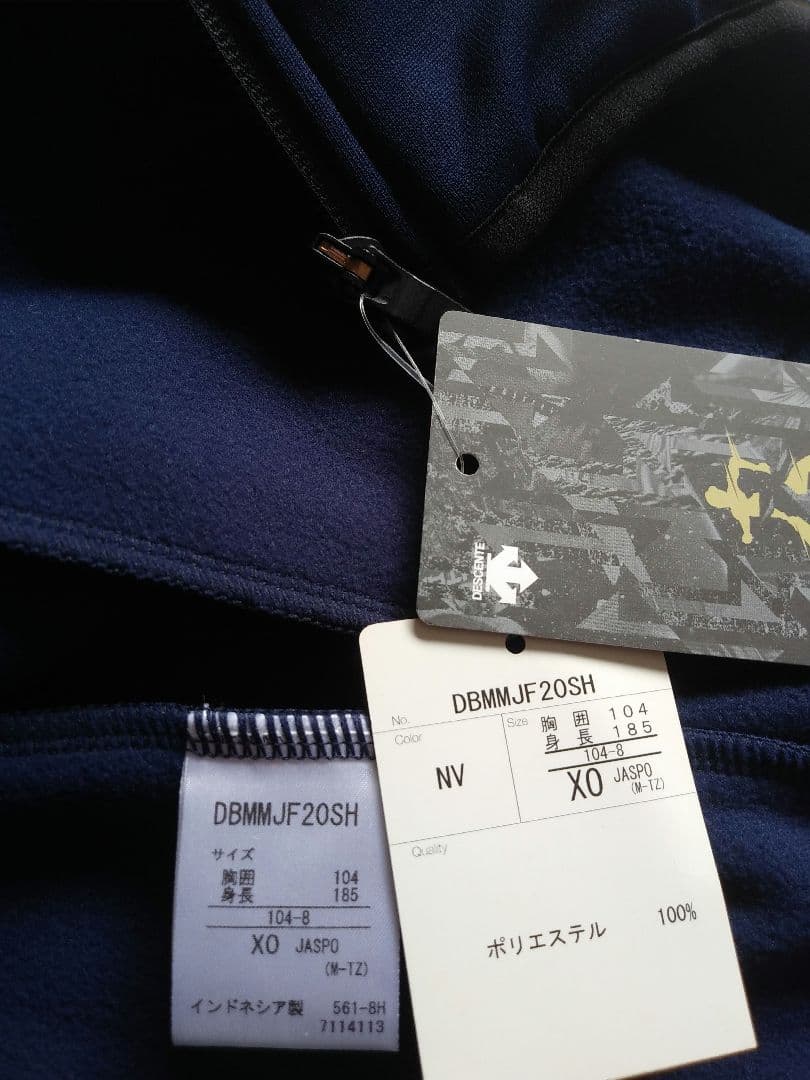 DESCENTE
No. DBMMJF20SH
Color
NV
Size
胸囲 104
身長 185
104-8
XO JASPO
(M-TZ)
Quality
ポリエステル 100%
DBMMJF20SH
サイズ
胸囲 104
身長 185
104-8
XO JASPO
(M-TZ)
インドネシア製 561-8H
7114113